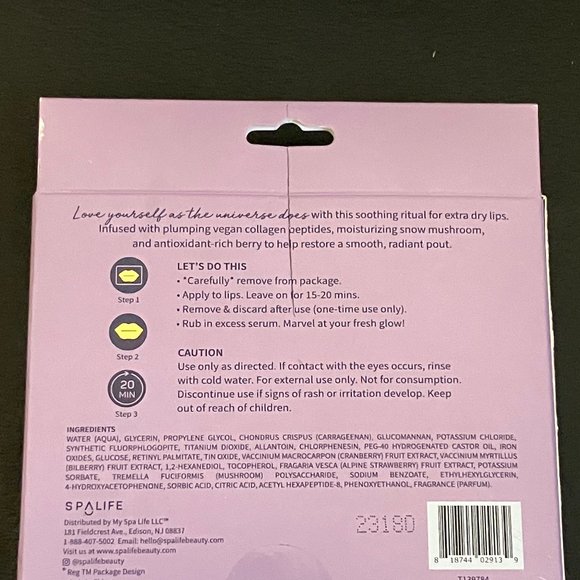 Love yourself as the universe does with this soothing ritual for extra dry lips.
Infused with plumping vegan collagen peptides, moisturizing snow mushroom,
and antioxidant-rich berry to help restore a smooth, radiant pout.
LET'S DO THIS
• *Carefully* remove from package.
• Apply to lips. Leave on for 15-20 mins.
• Remove & discard after use (one-time use only).
• Rub in excess serum. Marvel at your fresh glow!
Step 1
Step 2
20
MIN
Step 3
CAUTION
Use only as directed. If contact with the eyes occurs, rinse
with cold water. For external use only. Not for consumption.
Discontinue use if signs of rash or irritation develop. Keep
out of reach of children.
INGREDIENTS
WATER (AQUA), GLYCERIN, PROPYLENE GLYCOL, CHONDRUS CRISPUS (CARRAGEENAN), GLUCOMANNAN, POTASSIUM CHLORIDE,
SYNTHETIC FLUORPHLOGOPITE, TITANIUM DIOXIDE, ALLANTOIN, CHLORPHENESIN, PEG-40 HYDROGENATED CASTOR OIL, IRON
OXIDES, GLUCOSE, RETINYL PALMITATE, TIN OXIDE, VACCINIUM MACROCARPON (CRANBERRY) FRUIT EXTRACT, VACCINIUM MYRTILLUS
(BILBERRY) FRUIT EXTRACT, 1,2-HEXANEDIOL, TOCOPHEROL, FRAGARIA VESCA (ALPINE STRAWBERRY) FRUIT EXTRACT, POTASSIUM
SORBATE, TREMELLA FUCIFORMIS (MUSHROOM) POLYSACCHARIDE, SODIUM BENZOATE, ETHYLHEXYLGLYCERIN,
4-HYDROXYACETOPHENONE, SORBIC ACID, CITRIC ACID, ACETYL HEXAPEPTIDE-8, PHENOXYETHANOL, FRAGRANCE (PARFUM).
SPALIFE
Distributed by My Spa Life LLC™
181 Fieldcrest Ave., Edison, NJ 08837
1-888-407-5002 Email: hello@spalifebeauty.com
Visit us at www.spalifebeauty.com
@spalifebeauty
* Reg TM Package Design
23180
8 18744 02913 9
T139784